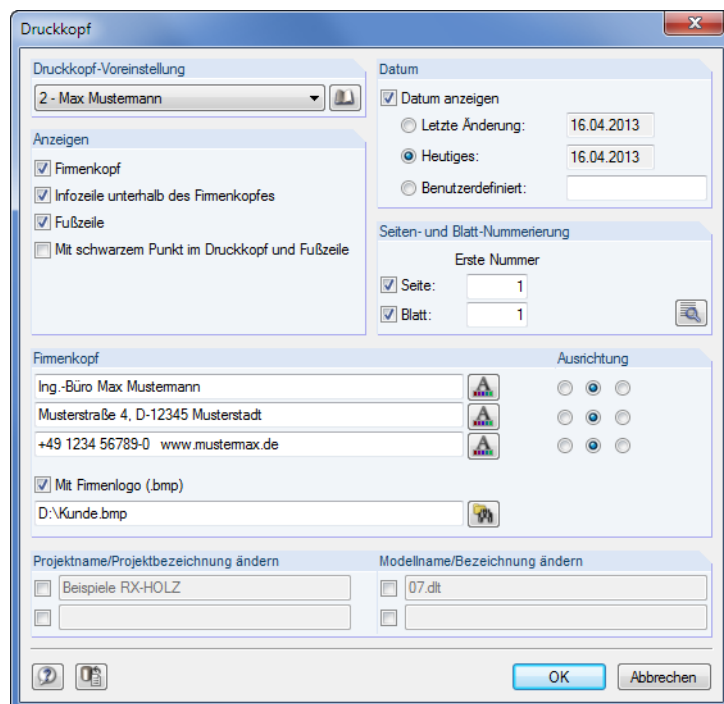 Druckkopf
Druckkopf-Voreinstellung
2 - Max Mustermann
Anzeigen
Firmenkopf
Infozeile unterhalb des Firmenkopfes
Fußzeile
Mit schwarzem Punkt im Druckkopf und Fußzeile
Datum
Datum anzeigen
Letzte Änderung: 16.04.2013
Heutiges: 16.04.2013
Benutzerdefiniert:
Seiten- und Blatt-Nummerierung
Erste Nummer
Seite: 1
Blatt: 1
Firmenkopf Ausrichtung
Ing.-Büro Max Mustermann
Musterstraße 4, D-12345 Musterstadt
+49 1234 56789-0 www.mustermax.de
Mit Firmenlogo (.bmp)
D:\Kunde.bmp
Projektname/Projektbezeichnung ändern
Beispiele RX-HOLZ
Modellname/Bezeichnung ändern
07.dlt
OK Abbrechen